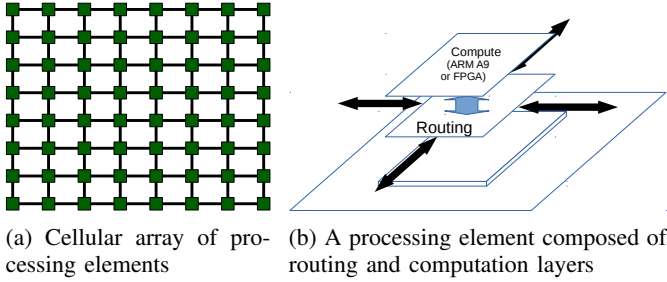 Compute
(ARM A9
or FPGA)
Routing
(a) Cellular array of pro-
cessing elements
(b) A processing element composed of
routing and computation layers